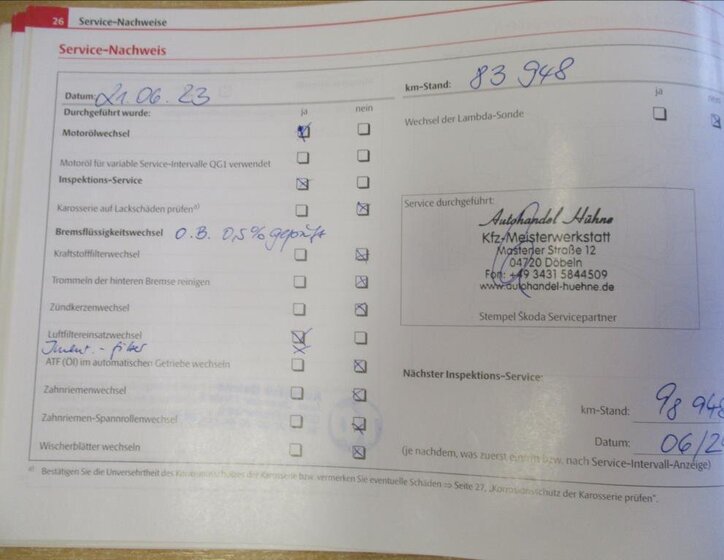 26 Service-Nachweise
Service-Nachweis
Datum: 21.06.23
km-Stand: 83 948
Durchgeführt wurde: ja nein
ja
Motorölwechsel
Wechsel der Lambda-Sonde
Motoröl für variable Service-Intervalle QG1 verwendet
Inspektions-Service
Karosserie auf Lackschäden prüfen a)
Bremsflüssigkeitswechsel O.B. 0,5% geprüft
Kraftstofffilterwechsel
Trommeln der hinteren Bremse reinigen
Zündkerzenwechsel
Luftfiltereinsatzwechsel
Innenr. - filter
ATF (Öl) im automatischen Getriebe wechseln
Zahnriemenwechsel
Zahnriemen-Spannrollenwechsel
Wischerblätter wechseln
Service durchgeführt:
Autohandel Hühne
Kfz-Meisterwerkstatt
Straße 12
04720 Döbeln
Fon: +49 3431 5844509
www.autohandel-huehne.de
Stempel Škoda Servicepartner
Nächster Inspektions-Service:
km-Stand: 98 948
Datum: 06/2
(je nachdem, was zuerst eintritt bzw. nach Service-Intervall-Anzeige)
a) Bestätigen Sie die Unversehrtheit des Korrosionsschutzes der Karosserie bzw. vermerken Sie eventuelle Schäden ⇒ Seite 27, „Korrosionsschutz der Karosserie prüfen“.